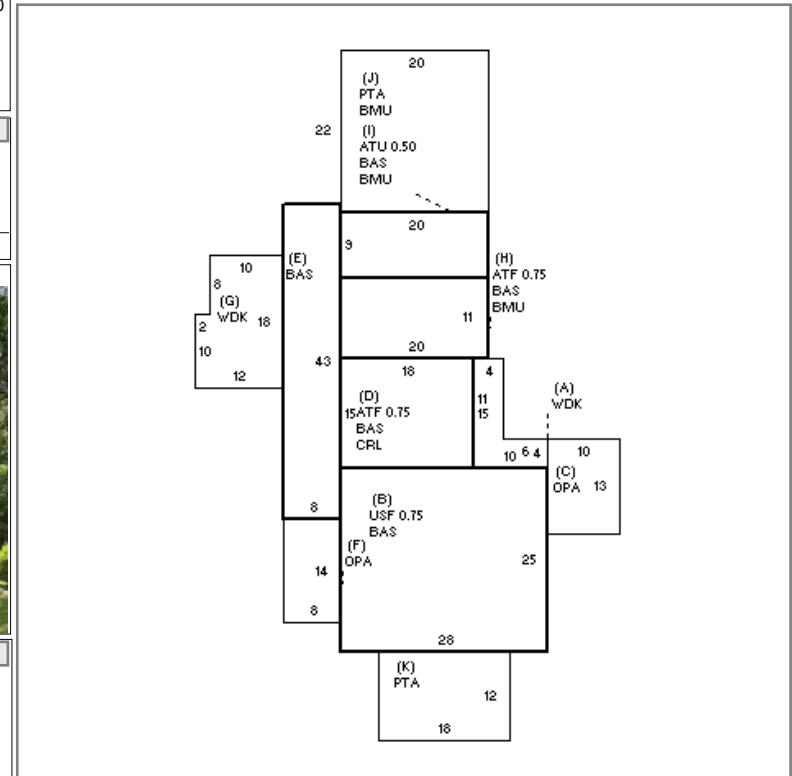 20
(J)
PTA
BMU
22
(I)
ATU 0.50
BAS
BMU
20
9
(E)
BAS
(H)
ATF 0.75
BAS
BMU
10
8
(G)
WDK
18
2
10
12
11
20
43
18
4
(D)
15 ATF 0.75
BAS
CRL
11
15
(A)
WDK
10 6 4
10
(C)
OPA 13
8
(B)
USF 0.75
BAS
(F)
OPA
14
25
8
28
(K)
PTA
12
18